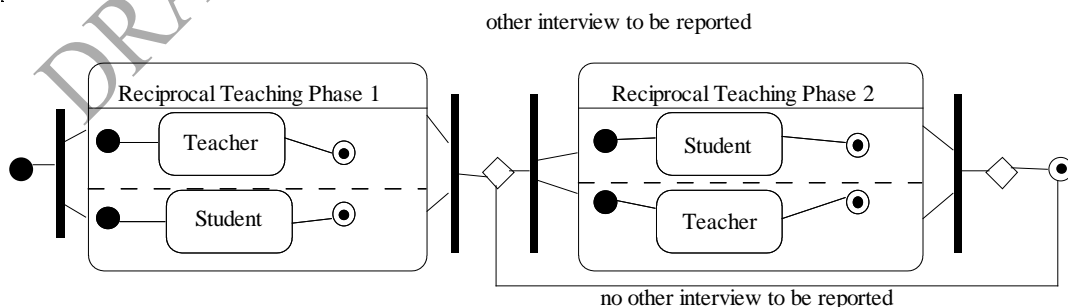 other interview to be reported
Reciprocal Teaching Phase 1
Reciprocal Teaching Phase 2
Teacher
Student
Student
Teacher
no other interview to be reported